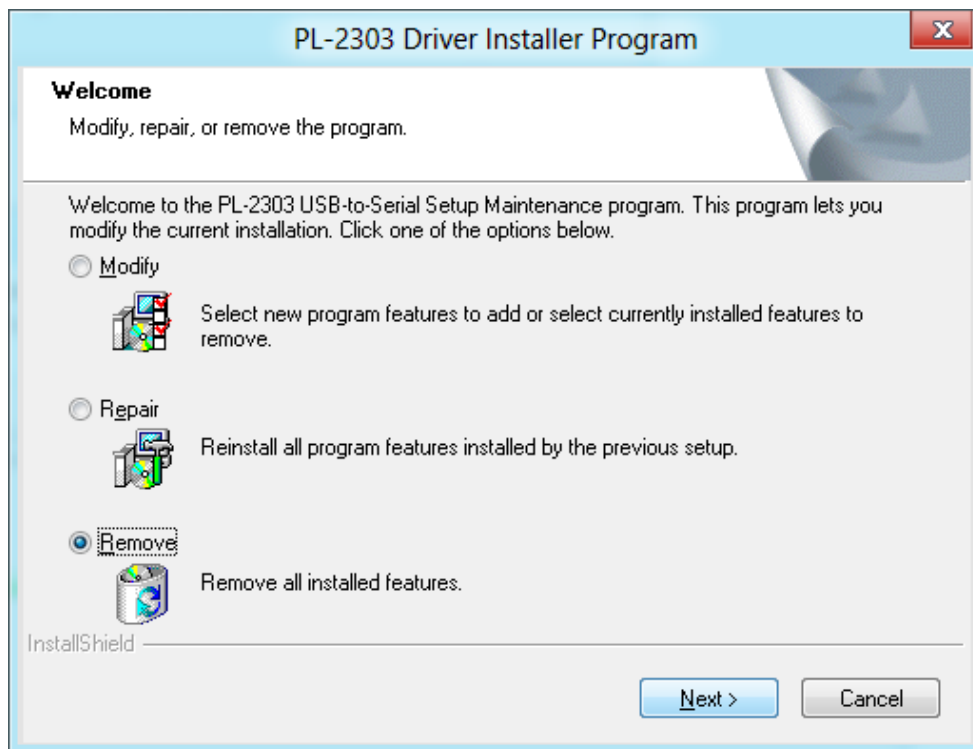 PL-2303 Driver Installer Program
Welcome
Modify, repair, or remove the program.
Welcome to the PL-2303 USB-to-Serial Setup Maintenance program. This program lets you
modify the current installation. Click one of the options below.
Modify
Select new program features to add or select currently installed features to
remove.
Repair
Reinstall all program features installed by the previous setup.
Remove
Remove all installed features.
InstallShield
Next >
Cancel